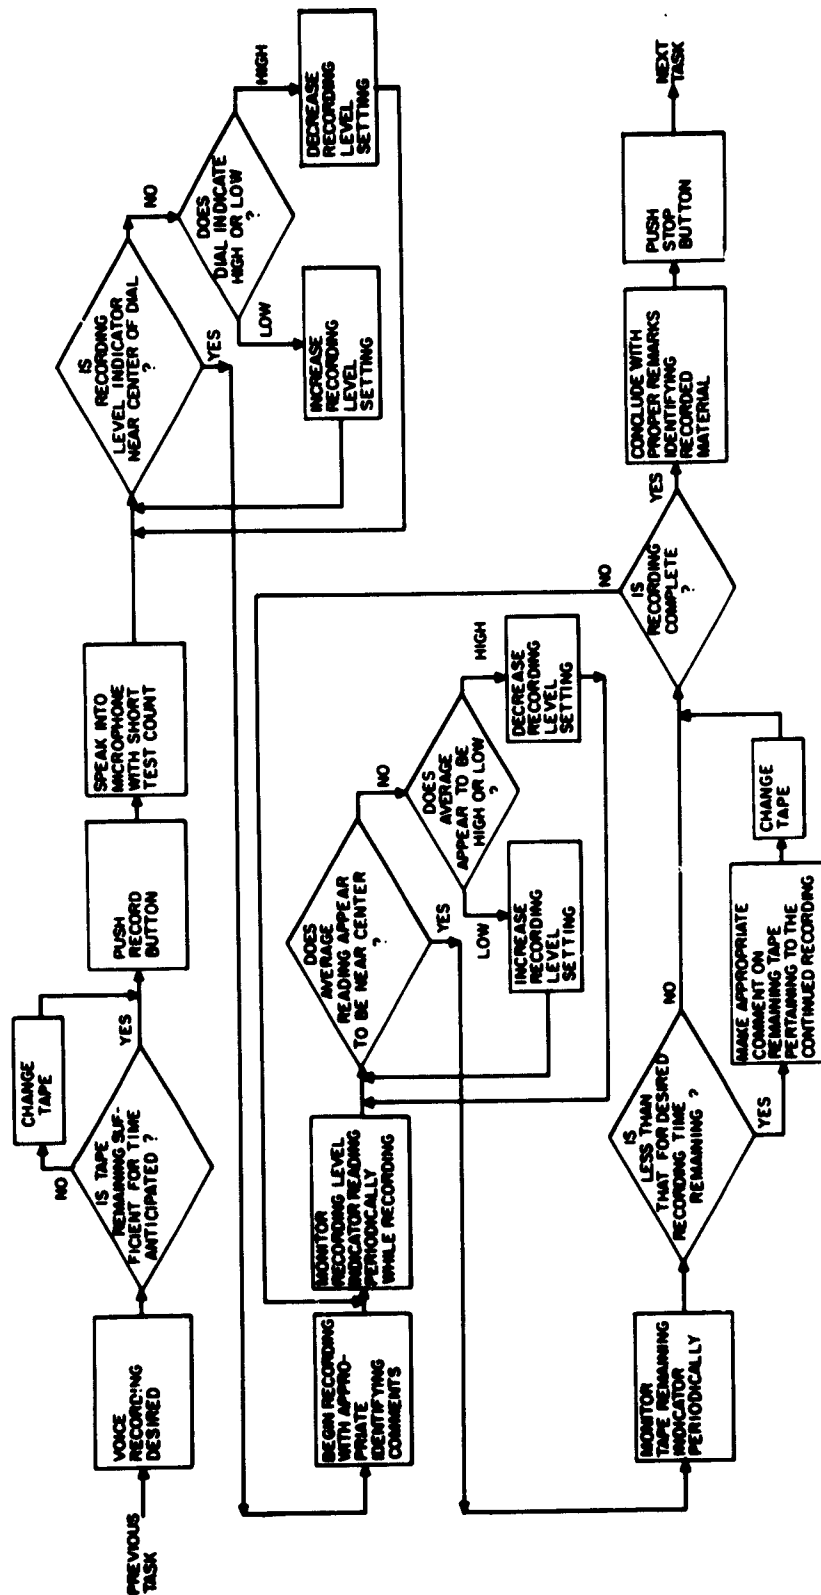 PREVIOUS
TASK
VOICE
RECORDING
DESIRED
IS TAPE
REMAINING SUF-
FICIENT FOR TIME
ANTICIPATED ?
NO
CHANGE
TAPE
YES
PUSH
RECORD
BUTTON
SPEAK INTO
MICROPHONE
WITH SHORT
TEST COUNT
IS
RECORDING
LEVEL INDICATOR
NEAR CENTER OF DIAL
?
NO
YES
DOES
DIAL INDICATE
HIGH OR LOW
?
LOW
HIGH
INCREASE
RECORDING
LEVEL
SETTING
DECREASE
RECORDING
LEVEL
SETTING
BEGIN RECORDING
WITH APPRO-
PRIATE
IDENTIFYING
COMMENTS
MONITOR
RECORDING LEVEL
INDICATOR READING
PERIODICALLY
WHILE RECORDING
DOES
AVERAGE
READING APPEAR
TO BE NEAR CENTER
?
NO
YES
DOES
AVERAGE
APPEAR TO BE
HIGH OR LOW
?
LOW
HIGH
INCREASE
RECORDING
LEVEL
SETTING
DECREASE
RECORDING
LEVEL
SETTING
MONITOR
TAPE REMAINING
INDICATOR
PERIODICALLY
IS
LESS THAN
THAT FOR DESIRED
RECORDING TIME
REMAINING ?
NO
YES
MAKE APPROPRIATE
COMMENT ON
REMAINING TAPE
PERTAINING TO THE
CONTINUED RECORDING
CHANGE
TAPE
IS
RECORDING
COMPLETE
?
NO
YES
CONCLUDE WITH
PROPER REMARKS
IDENTIFYING
RECORDED
MATERIAL
PUSH
STOP
BUTTON
NEXT
TASK